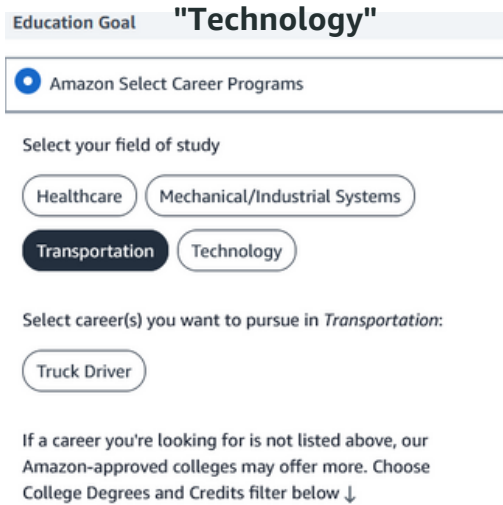 Education Goal "Technology"
Amazon Select Career Programs
Select your field of study
Healthcare Mechanical/Industrial Systems
Transportation Technology
Select career(s) you want to pursue in Transportation:
Truck Driver
If a career you're looking for is not listed above, our
Amazon-approved colleges may offer more. Choose
College Degrees and Credits filter below ↓